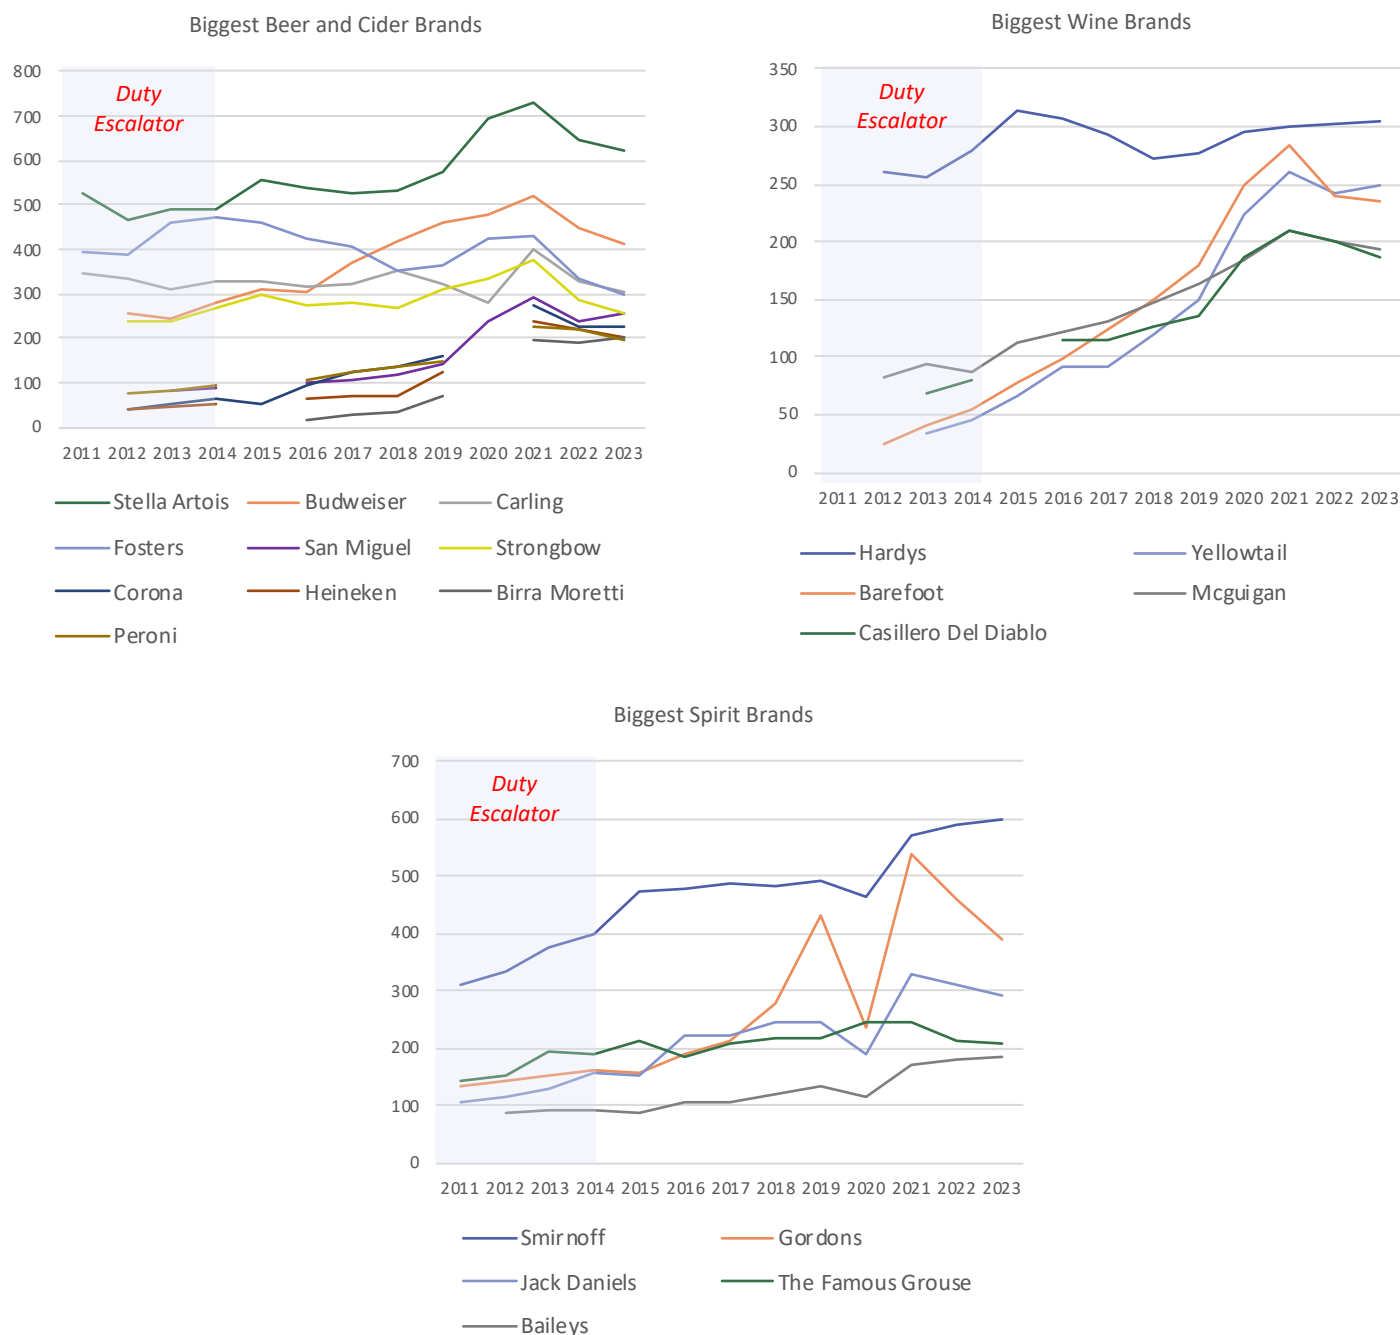 Biggest Beer and Cider Brands
800
700
600
500
400
300
200
100
0
Duty
Escalator
2011 2012 2013 2014 2015 2016 2017 2018 2019 2020 2021 2022 2023
Stella Artois Budweiser Carling
Fosters San Miguel Strongbow
Corona Heineken Birra Moretti
Peroni
Biggest Wine Brands
350
300
250
200
150
100
50
0
Duty
Escalator
2011 2012 2013 2014 2015 2016 2017 2018 2019 2020 2021 2022 2023
Hardys Yellowtail
Barefoot Mcguigan
Casillero Del Diablo
Biggest Spirit Brands
700
600
500
400
300
200
100
0
Duty
Escalator
2011 2012 2013 2014 2015 2016 2017 2018 2019 2020 2021 2022 2023
Smirnoff Gordons
Jack Daniels The Famous Grouse
Baileys